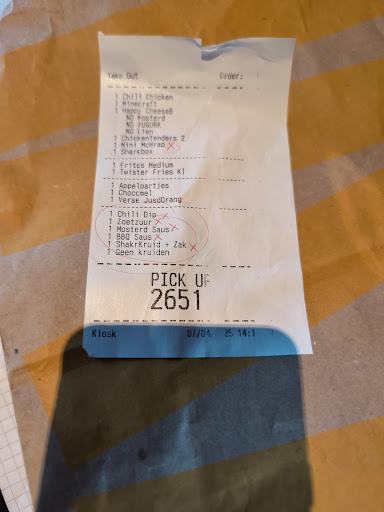 Take Out Order:
1 Chili Chicken
1 Minecraft
1 Happy CheeseB
NO Mosterd
NO AUGURK
NO Uien
1 Chickentenders 2
1 Mini McWrap
1 Sharebox
1 Frites Medium
1 Twister Fries Kl
1 Appelpartjes
1 Chocomel
1 Verse JusdOrang
1 Chili Dip
1 Zoetzuur
1 Mosterd Saus
1 BBQ Saus
1 ShakrKruid + Zak
1 Geen kruiden
PICK UP
2651
Kiosk 07/04 25 14:1